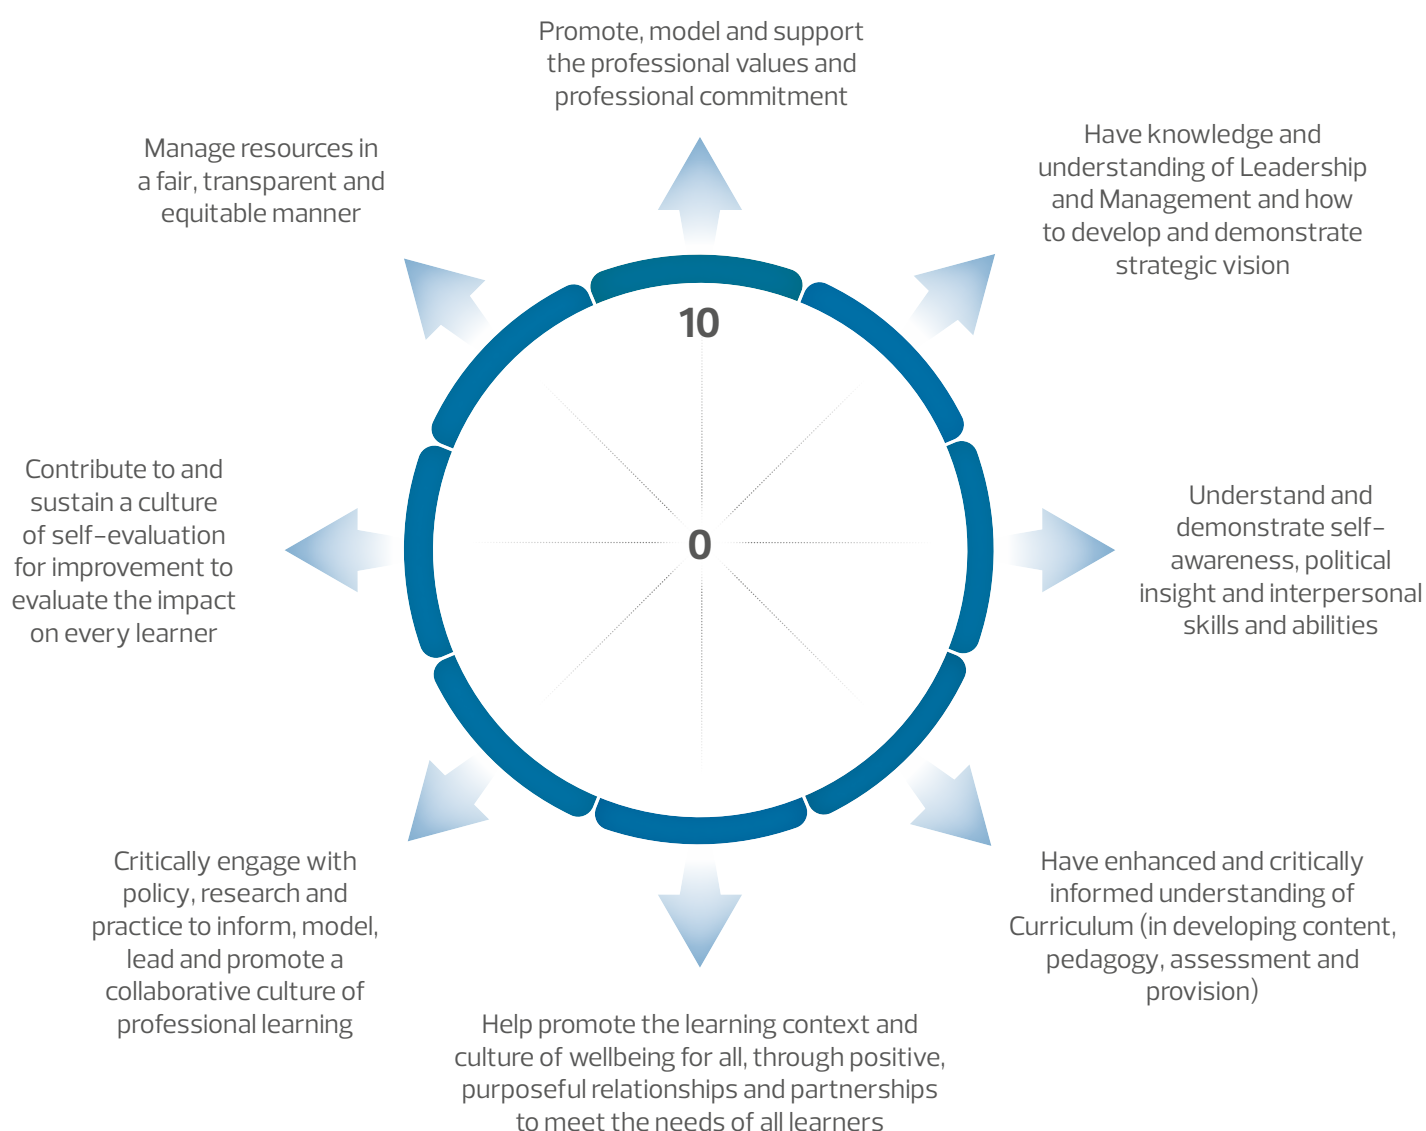 Promote, model and support
the professional values and
professional commitment
Have knowledge and
understanding of Leadership
and Management and how
to develop and demonstrate
strategic vision
Understand and
demonstrate self-
awareness, political
insight and interpersonal
skills and abilities
Have enhanced and critically
informed understanding of
Curriculum (in developing content,
pedagogy, assessment and
provision)
Help promote the learning context and
culture of wellbeing for all, through positive,
purposeful relationships and partnerships
to meet the needs of all learners
Critically engage with
policy, research and
practice to inform, model,
lead and promote a
collaborative culture of
professional learning
Contribute to and
sustain a culture
of self-evaluation
for improvement to
evaluate the impact
on every learner
Manage resources in
a fair, transparent and
equitable manner
10
0